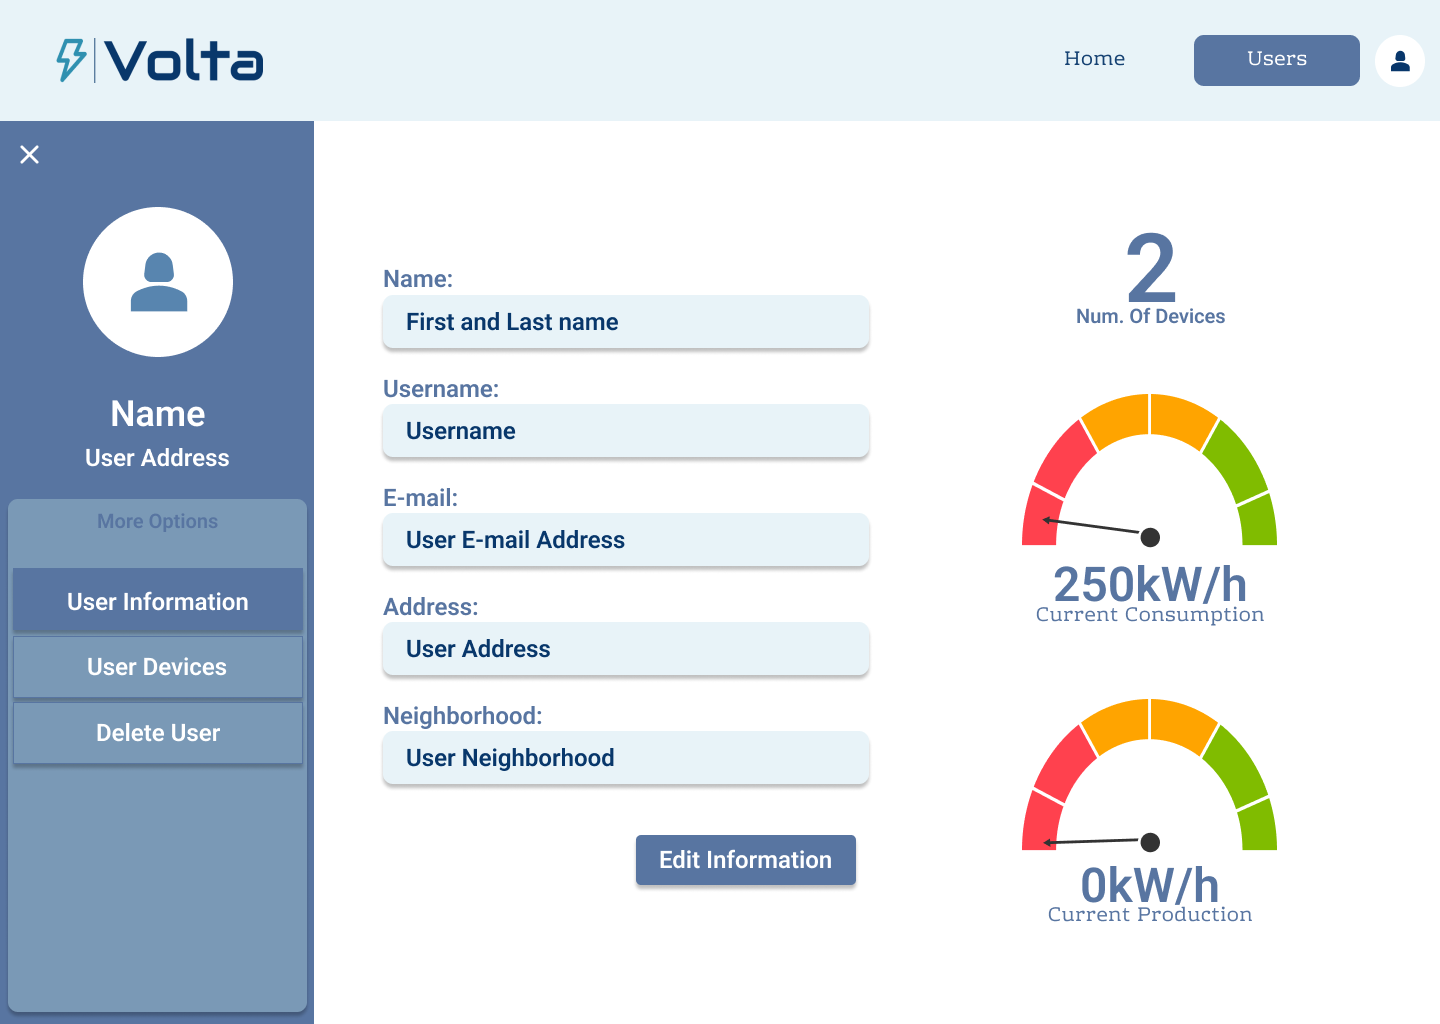 Volta
Home
Users
Name
User Address
More Options
User Information
User Devices
Delete User
Name:
First and Last name
Username:
Username
E-mail:
User E-mail Address
Address:
User Address
Neighborhood:
User Neighborhood
Edit Information
2
Num. Of Devices
250kW/h
Current Consumption
0kW/h
Current Production